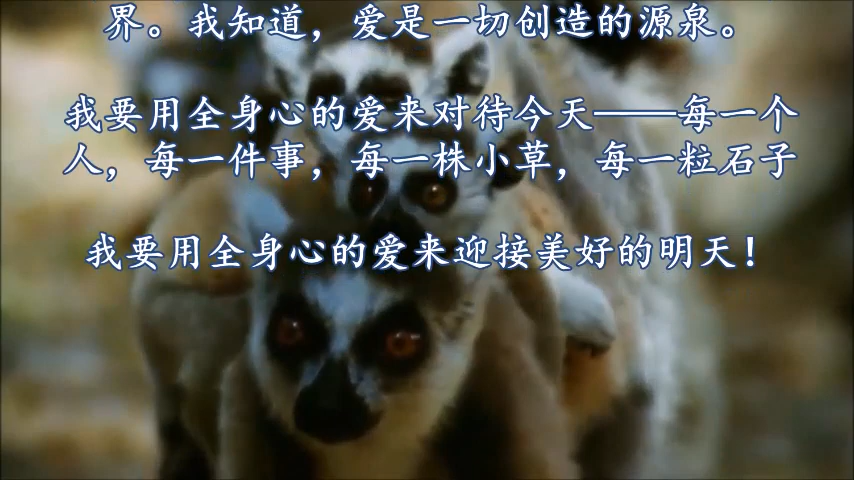 界。我知道，爱是一切创造的源泉。
我要用全身心的爱来对待今天——每一个
人，每一件事，每一株小草，每一粒石子
我要用全身心的爱来迎接美好的明天！